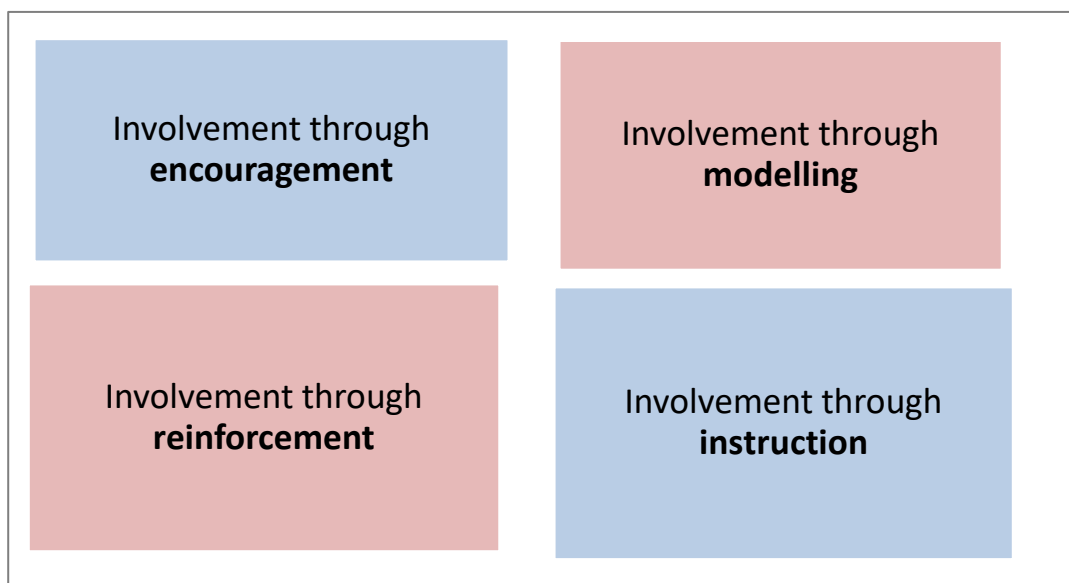 Involvement through
encouragement
Involvement through
modelling
Involvement through
reinforcement
Involvement through
instruction